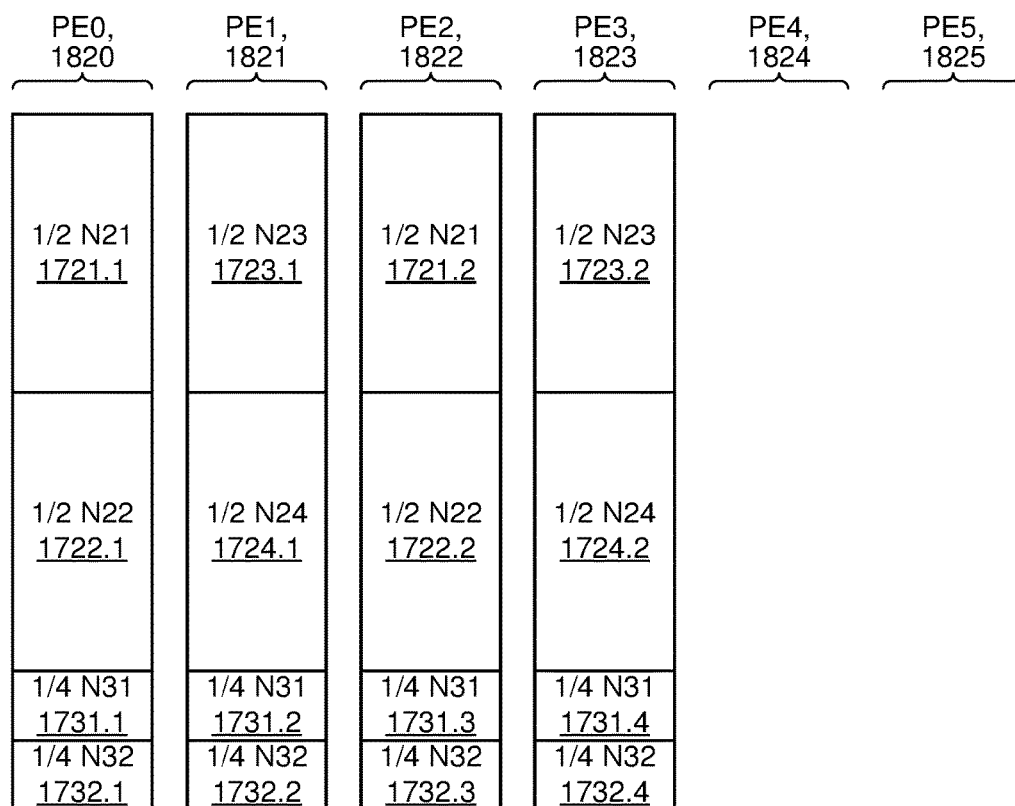 PE0, PE1, PE2, PE3, PE4, PE5,
1820 1821 1822 1823 1824 1825
1/2 N21 1/2 N23 1/2 N21 1/2 N23
1721.1 1723.1 1721.2 1723.2
1/2 N22 1/2 N24 1/2 N22 1/2 N24
1722.1 1724.1 1722.2 1724.2
1/4 N31 1/4 N31 1/4 N31 1/4 N31
1731.1 1731.2 1731.3 1731.4
1/4 N32 1/4 N32 1/4 N32 1/4 N32
1732.1 1732.2 1732.3 1732.4